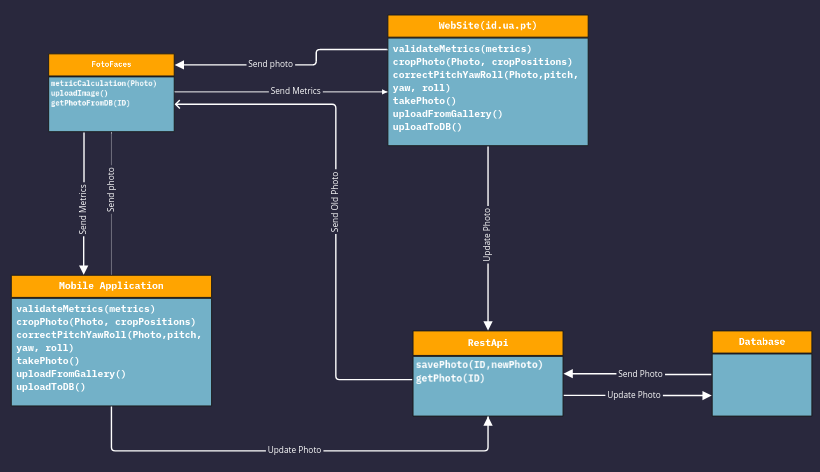 WebSite(id.ua.pt)
validateMetrics(metrics)
cropPhoto(Photo, cropPositions)
correctPitchYawRoll(Photo,pitch,
yaw, roll)
takePhoto()
uploadFromGallery()
uploadToDB()
FotoFaces
metricCalculation(Photo)
uploadImage()
getPhotoFromDB(ID)
Send photo
Send Metrics
Send Metrics
Send photo
Send Old Photo
Update Photo
Mobile Application
validateMetrics(metrics)
cropPhoto(Photo, cropPositions)
correctPitchYawRoll(Photo,pitch,
yaw, roll)
takePhoto()
uploadFromGallery()
uploadToDB()
RestApi
savePhoto(ID,newPhoto)
getPhoto(ID)
Database
Send Photo
Update Photo
Update Photo